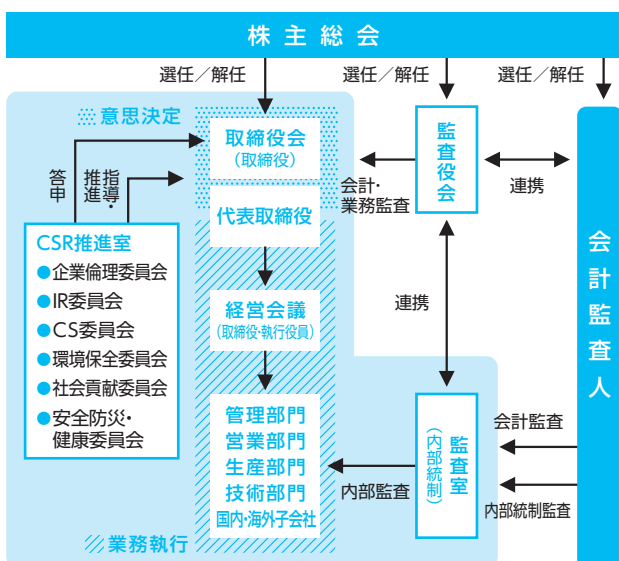 株主総会
選任／解任
選任／解任
選任／解任
意思決定
取締役会
(取締役)
監査役会
答申
指導・
推進
会計・
業務監査
連携
代表取締役
CSR推進室
●企業倫理委員会
●IR委員会
●CS委員会
●環境保全委員会
●社会貢献委員会
●安全防災・
健康委員会
会計監査人
経営会議
(取締役・執行役員)
連携
管理部門
営業部門
生産部門
技術部門
国内・海外子会社
監査室
(内部統制)
会計監査
内部監査
内部統制監査
業務執行